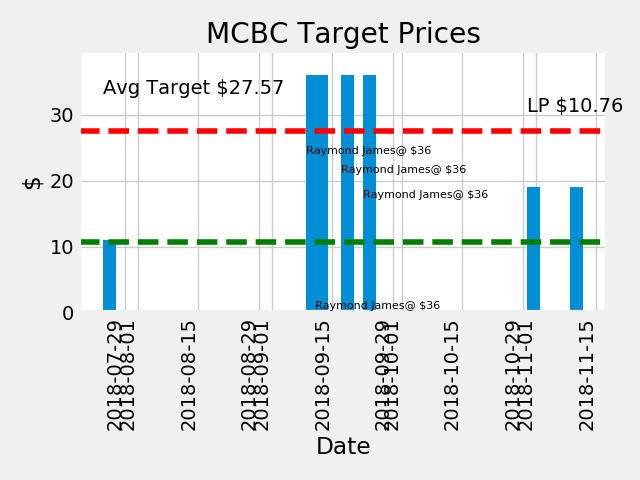 MCBC Target Prices
Avg Target $27.57
LP $10.76
30
Raymond James@ $36
Raymond James@ $36
20
Raymond James@ $36
$
10
Raymond James@ $36
0
2018-07-29
2018-08-01
2018-08-15
2018-08-29
2018-09-01
2018-09-15
2018-09-29
2018-10-01
2018-10-15
2018-10-29
2018-11-01
2018-11-15
Date